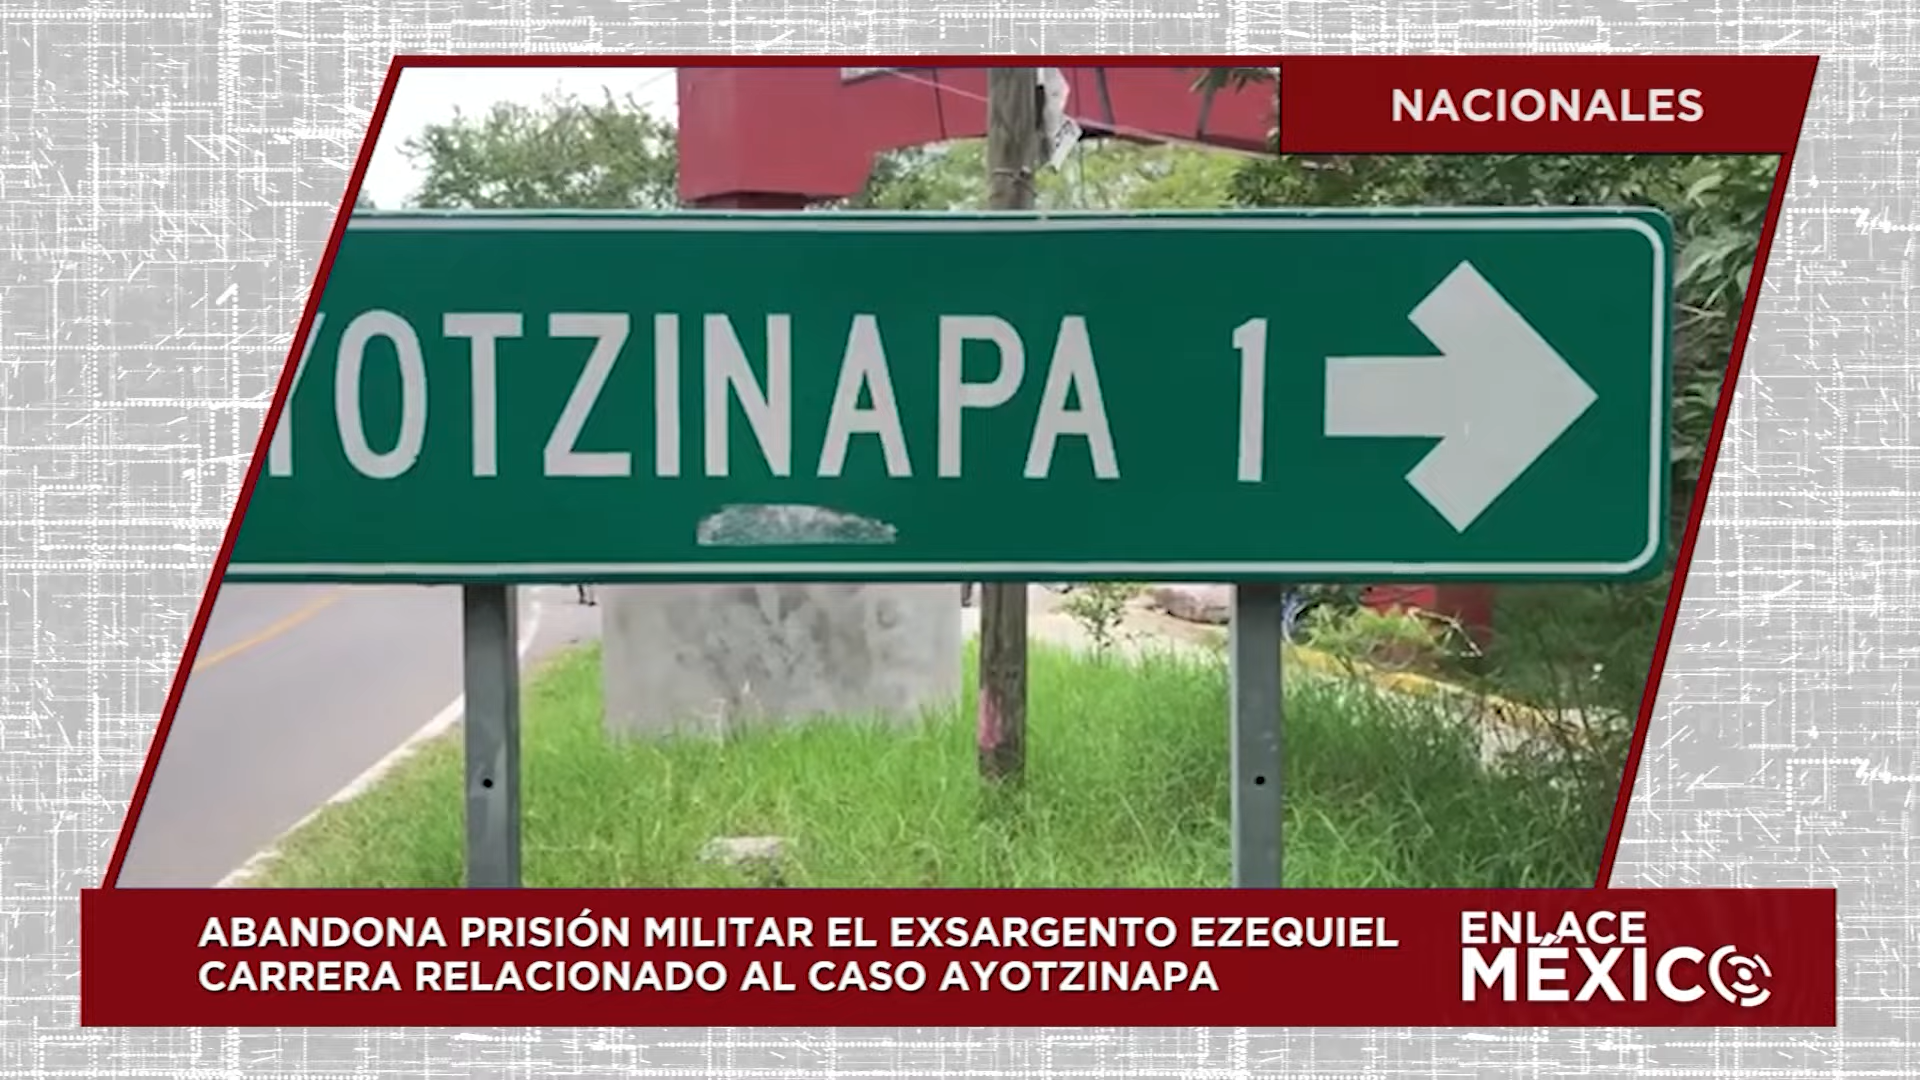 NACIONALES
YOTZINAPA 1
ABANDONA PRISIÓN MILITAR EL EXSARGENTO EZEQUIEL
CARRERA RELACIONADO AL CASO AYOTZINAPA
ENLACE
MÉXICO